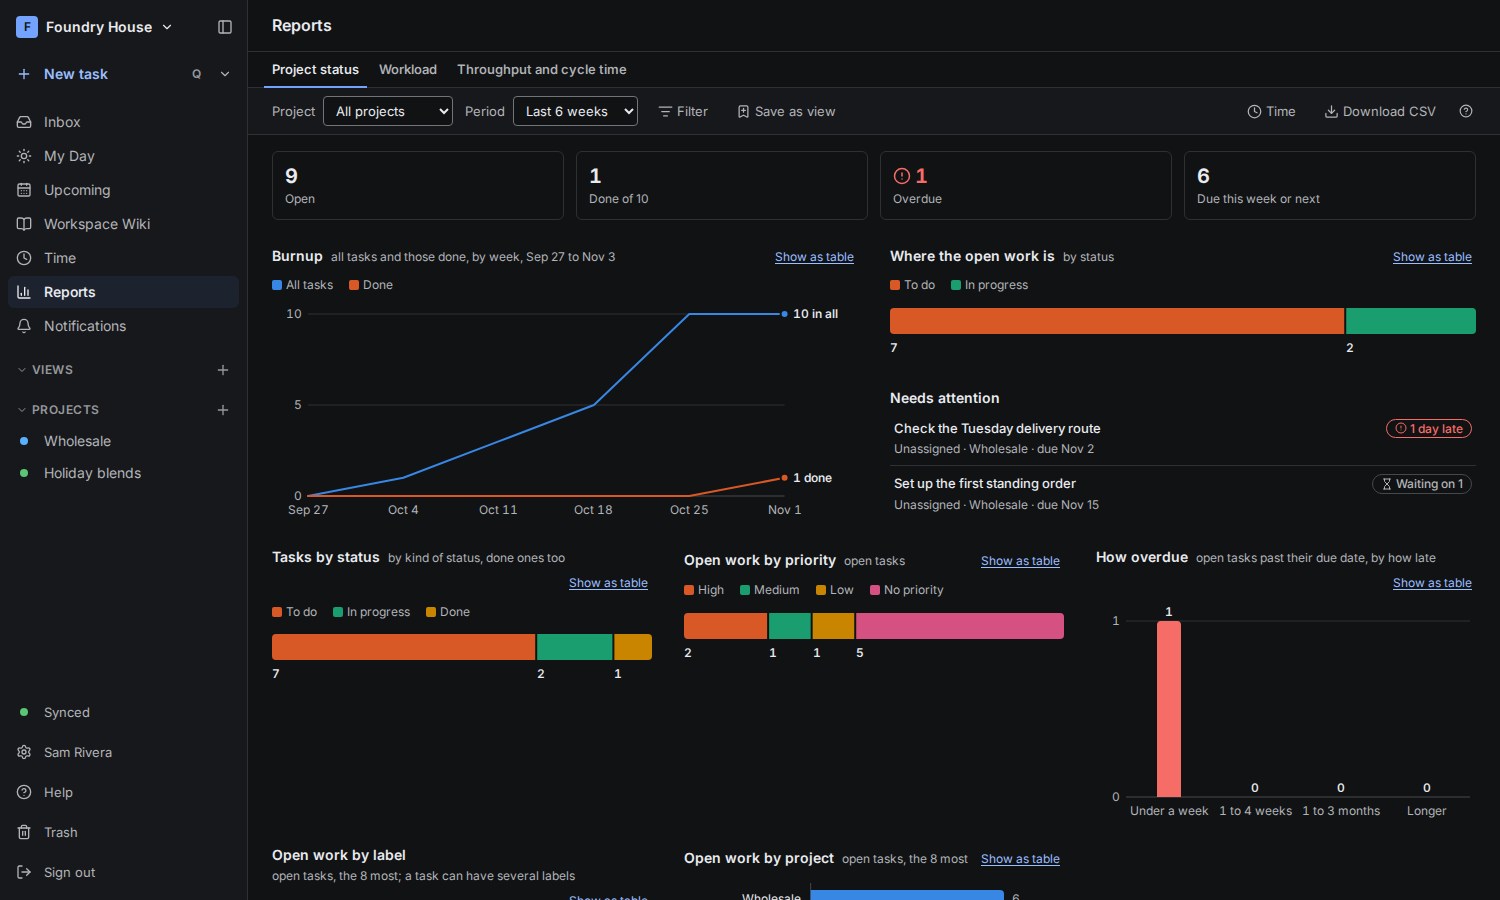 F Foundry House
New task Q
Inbox
My Day
Upcoming
Workspace Wiki
Time
Reports
Notifications
VIEWS
PROJECTS
Wholesale
Holiday blends
Synced
Sam Rivera
Help
Trash
Sign out
Reports
Project status Workload Throughput and cycle time
Project All projects Period Last 6 weeks Filter Save as view Time Download CSV
9
Open
1
Done of 10
1
Overdue
6
Due this week or next
Burnup all tasks and those done, by week, Sep 27 to Nov 3 Show as table
All tasks Done
10
5
0
10 in all
1 done
Sep 27 Oct 4 Oct 11 Oct 18 Oct 25 Nov 1
Where the open work is by status Show as table
To do In progress
7 2
Needs attention
Check the Tuesday delivery route 1 day late
Unassigned · Wholesale · due Nov 2
Set up the first standing order Waiting on 1
Unassigned · Wholesale · due Nov 15
Tasks by status by kind of status, done ones too
Show as table
To do In progress Done
7 2 1
Open work by priority open tasks Show as table
High Medium Low No priority
2 1 1 5
How overdue open tasks past their due date, by how late
Show as table
1
1
0 0 0
0
Under a week 1 to 4 weeks 1 to 3 months Longer
Open work by label
open tasks, the 8 most; a task can have several labels
Show as table
Open work by project open tasks, the 8 most Show as table
Wholesale 6